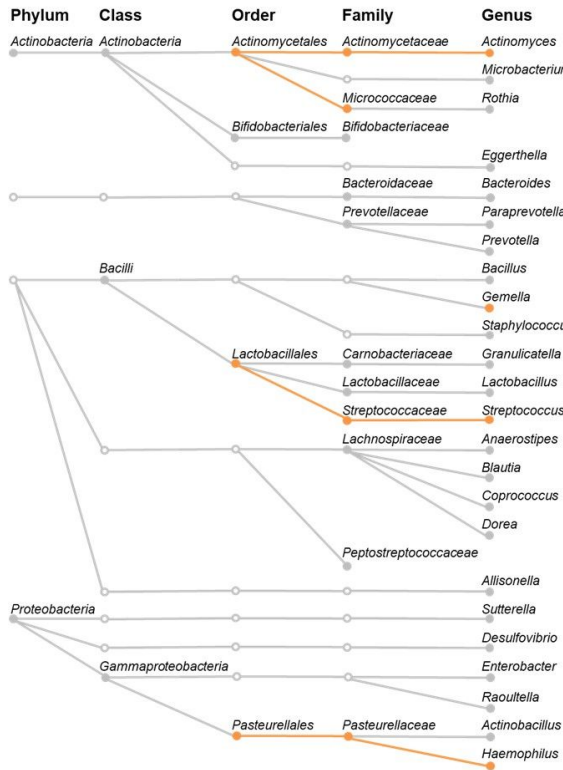 Phylum Class Order Family Genus
Actinobacteria Actinobacteria Actinomycetales Actinomycetaceae Actinomyces
Microbacterium
Micrococcaceae Rothia
Bifidobacteriales Bifidobacteriaceae
Eggerthella
Bacteroidaceae Bacteroides
Prevotellaceae Paraprevotella
Prevotella
Bacilli Bacillus
Gemella
Staphylococcu
Lactobacillales Carnobacteriaceae Granulicatella
Lactobacillaceae Lactobacillus
Streptococcaceae Streptococcus
Lachnospiraceae Anaerostipes
Blautia
Coprococcus
Dorea
Peptostreptococcaceae
Allisonella
Proteobacteria Sutterella
Desulfovibrio
Gammaproteobacteria Enterobacter
Raoultella
Pasteurellales Pasteurellaceae Actinobacillus
Haemophilus